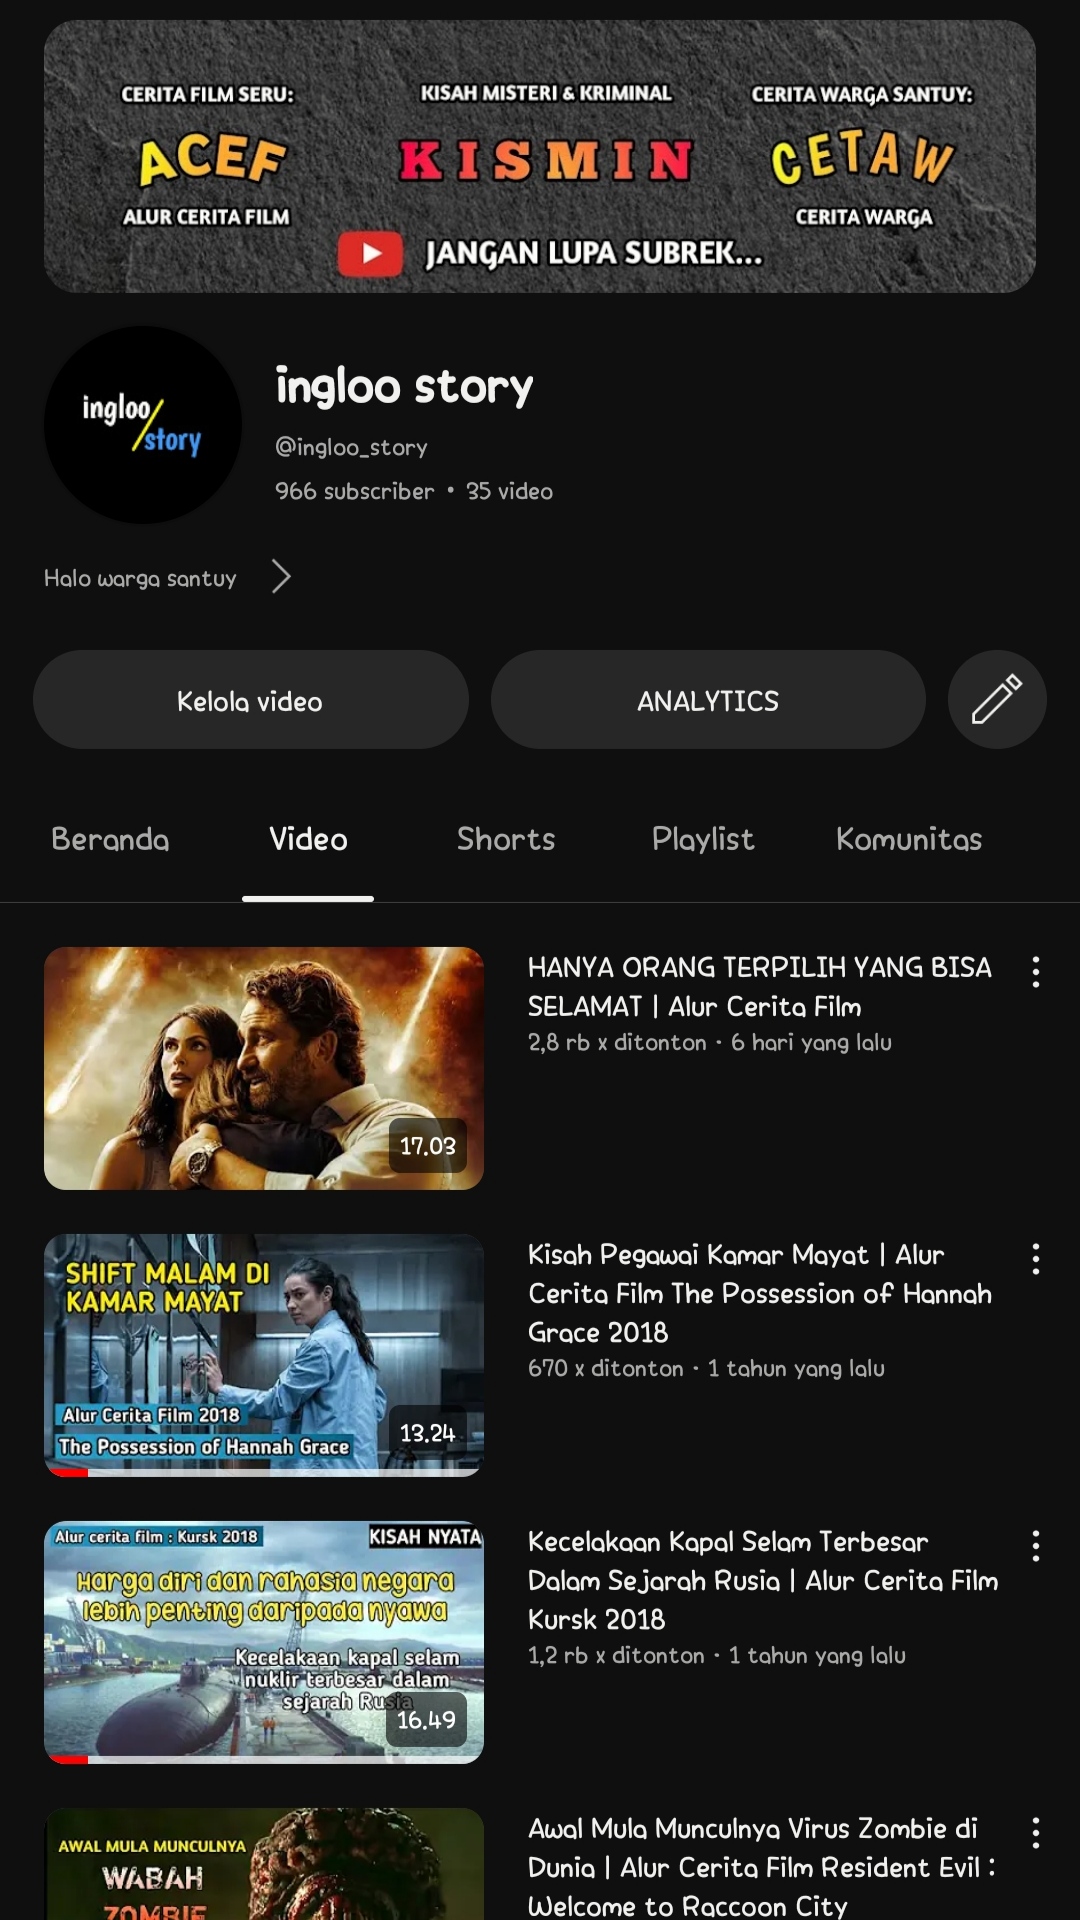 CERITA FILM SERU:
ACEF
ALUR CERITA FILM
KISAH MISTERI & KRIMINAL
KISMIN
CERITA WARGA SANTUY:
CETAW
CERITA WARGA
JANGAN LUPA SUBREK...
ingloo
story
ingloo story
@ingloo_story
966 subscriber • 35 video
Halo warga santuy
Kelola video
ANALYTICS
Beranda
Video
Shorts
Playlist
Komunitas
17.03
HANYA ORANG TERPILIH YANG BISA
SELAMAT | Alur Cerita Film
2,8 rb x ditonton · 6 hari yang lalu
SHIFT MALAM DI
KAMAR MAYAT
Alur Cerita Film 2018
The Possession of Hannah Grace
13.24
Kisah Pegawai Kamar Mayat | Alur
Cerita Film The Possession of Hannah
Grace 2018
670 x ditonton · 1 tahun yang lalu
Alur cerita film : Kursk 2018
KISAH NYATA
Harga diri dan rahasia negara
lebih penting daripada nyawa
Kecelakaan kapal selam
nuklir terbesar dalam
sejarah Rusia
16.49
Kecelakaan Kapal Selam Terbesar
Dalam Sejarah Rusia | Alur Cerita Film
Kursk 2018
1,2 rb x ditonton · 1 tahun yang lalu
AWAL MULA MUNCULNYA
WABAH
ZOMBIE
Awal Mula Munculnya Virus Zombie di
Dunia | Alur Cerita Film Resident Evil :
Welcome to Raccoon City